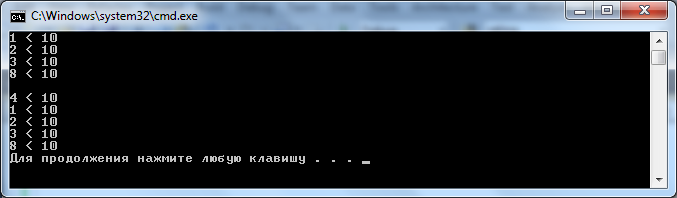 C:\Windows\system32\cmd.exe
1 < 10
2 < 10
3 < 10
8 < 10
4 < 10
1 < 10
2 < 10
3 < 10
8 < 10
Для продолжения нажмите любую клавишу . . . _